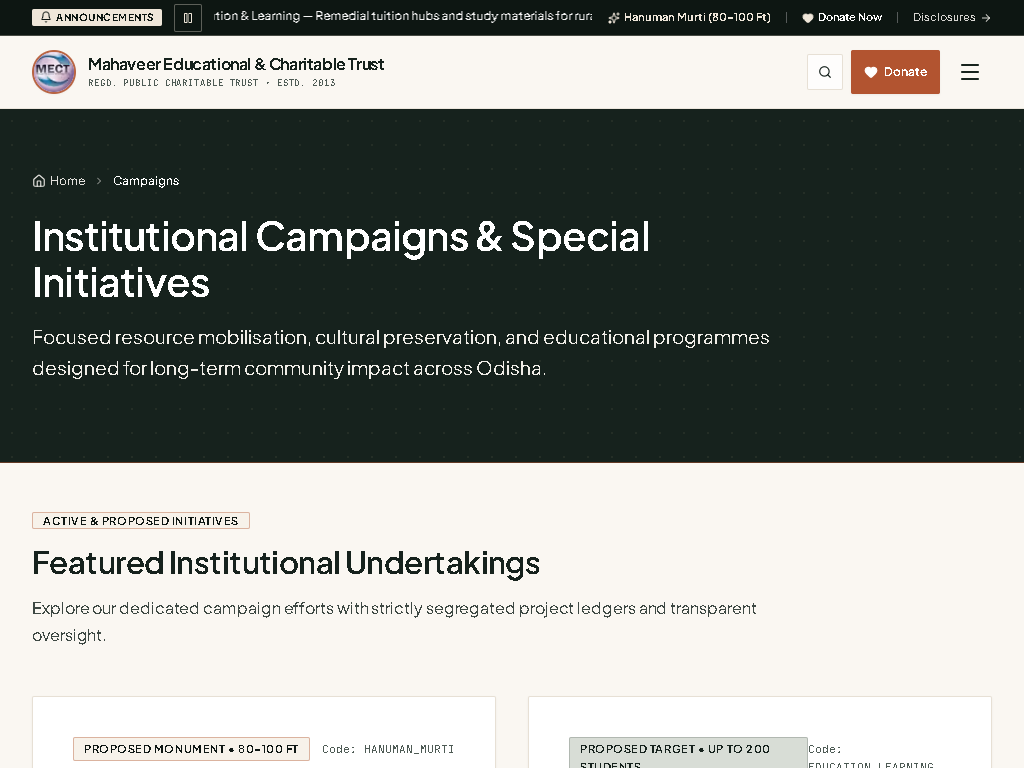 ANNOUNCEMENTS
& Learning — Remedial tuition hubs and study materials for
Hanuman Murti (80–100 Ft)
Donate Now
Disclosures →
MECT
Mahaveer Educational & Charitable Trust
REGD. PUBLIC CHARITABLE TRUST • ESTD. 2013
Donate
Home > Campaigns
Institutional Campaigns & Special
Initiatives
Focused resource mobilisation, cultural preservation, and educational programmes
designed for long-term community impact across Odisha.
ACTIVE & PROPOSED INITIATIVES
Featured Institutional Undertakings
Explore our dedicated campaign efforts with strictly segregated project ledgers and transparent
oversight.
PROPOSED MONUMENT • 80–100 FT
Code: HANUMAN_MURTI
PROPOSED TARGET • UP TO 200
STUDENTS
Code:
EDUCATION_LEARNING